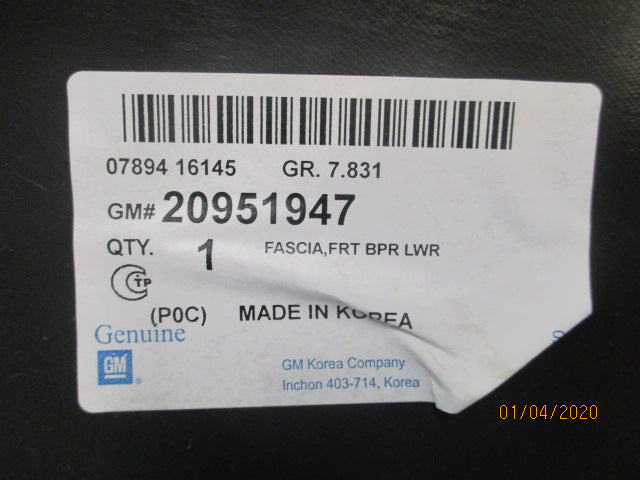 07894 16145 GR. 7.831
GM# 20951947
QTY. 1 FASCIA,FRT BPR LWR
CTP
(P0C) MADE IN KOREA
Genuine
GM
GM Korea Company
Inchon 403-714, Korea
01/04/2020